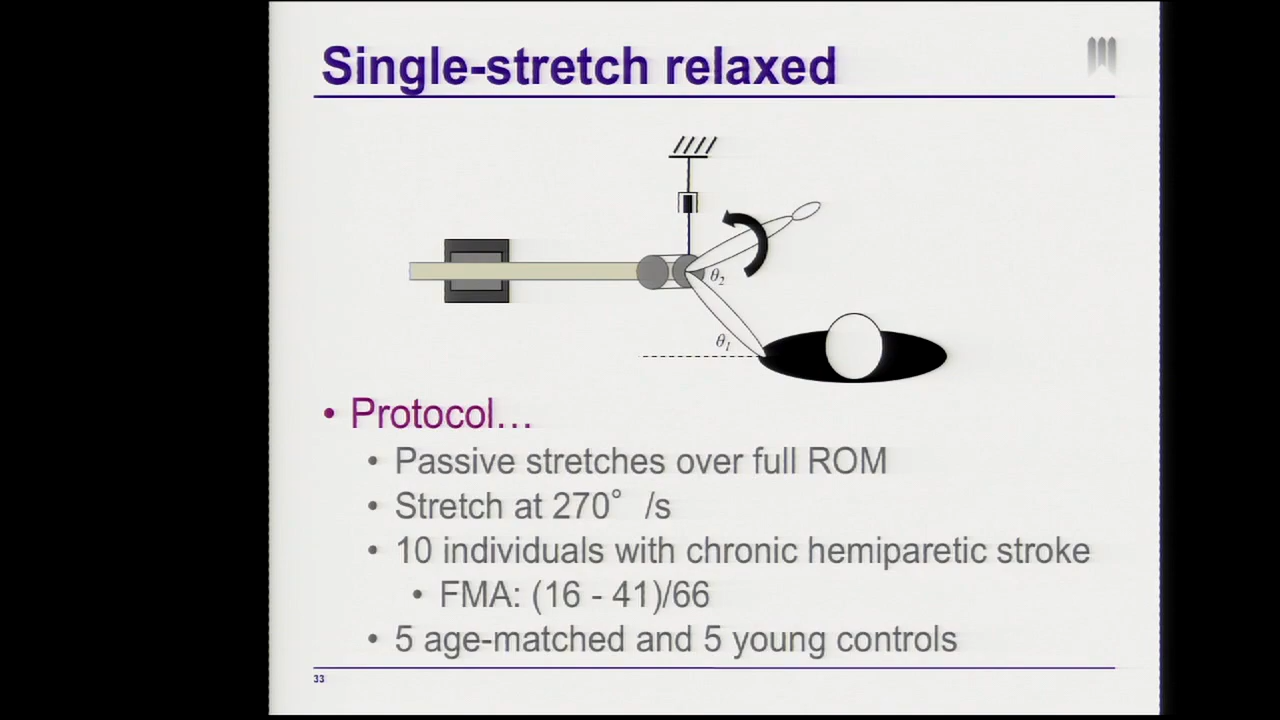 Single-stretch relaxed
θ2
θ1
• Protocol…
• Passive stretches over full ROM
• Stretch at 270° /s
• 10 individuals with chronic hemiparetic stroke
• FMA: (16 - 41)/66
• 5 age-matched and 5 young controls
33